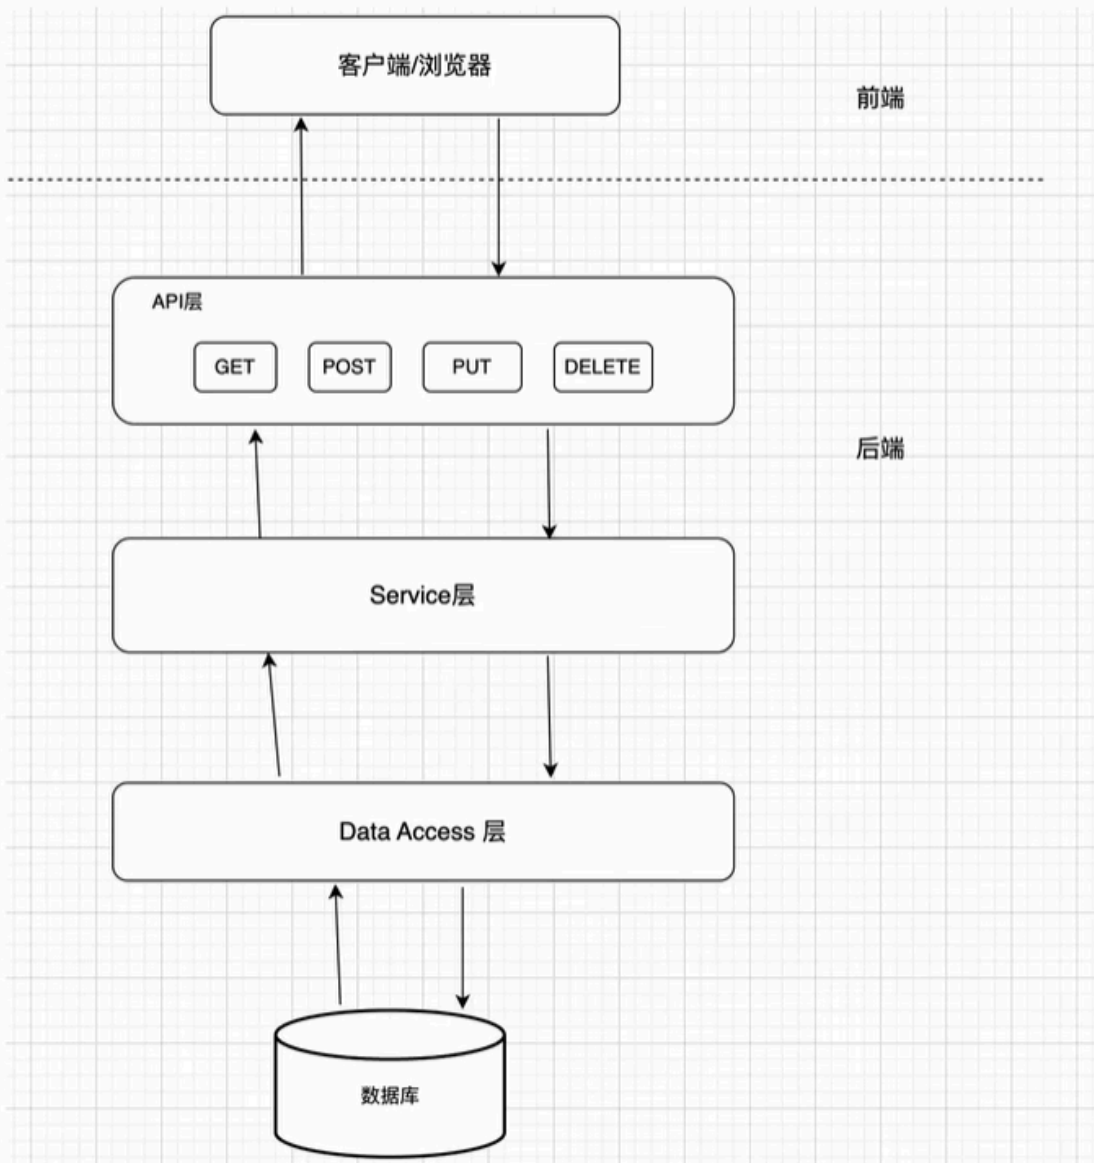 客户端/浏览器
前端
API层
GET
POST
PUT
DELETE
后端
Service层
Data Access 层
数据库